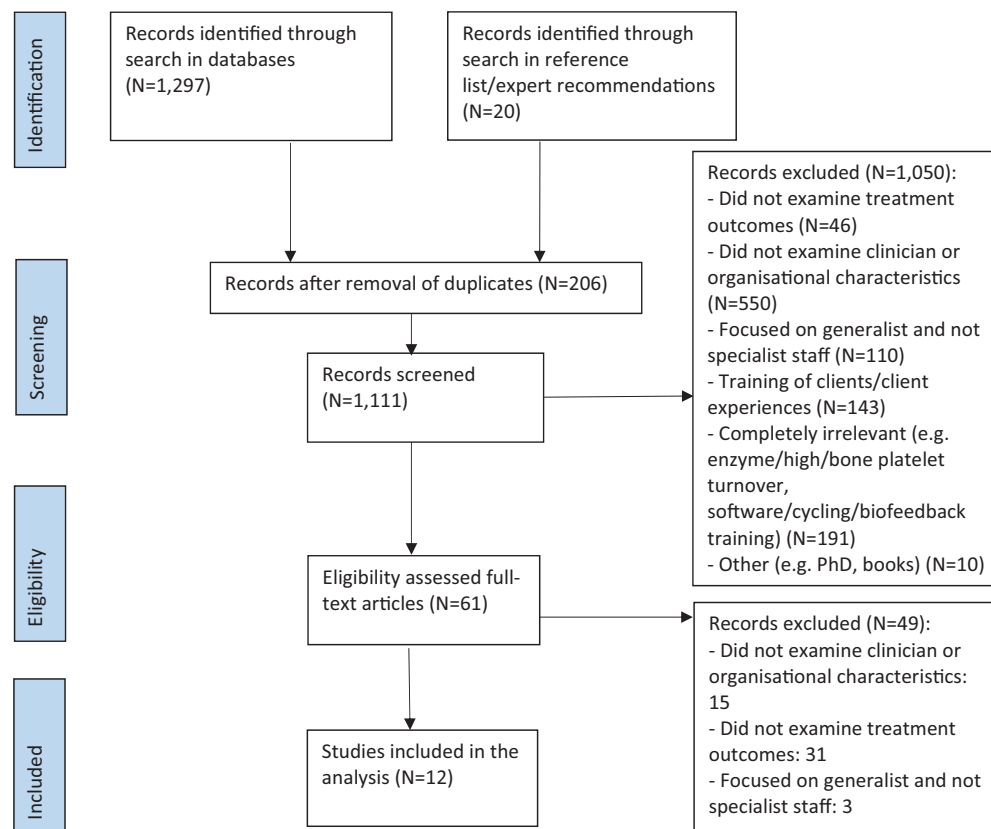 Identification
Records identified through
search in databases
(N=1,297)
Records identified through
search in reference
list/expert recommendations
(N=20)
Records excluded (N=1,050):
- Did not examine treatment
outcomes (N=46)
- Did not examine clinician or
organisational characteristics
(N=550)
- Focused on generalist and not
specialist staff (N=110)
- Training of clients/client
experiences (N=143)
- Completely irrelevant (e.g.
enzyme/high/bone platelet
turnover,
software/cycling/biofeedback
training) (N=191)
- Other (e.g. PhD, books) (N=10)
Screening
Records after removal of duplicates (N=206)
Records screened
(N=1,111)
Eligibility
Eligibility assessed full-
text articles (N=61)
Records excluded (N=49):
- Did not examine clinician or
organisational characteristics:
15
- Did not examine treatment
outcomes: 31
- Focused on generalist and not
specialist staff: 3
Included
Studies included in the
analysis (N=12)